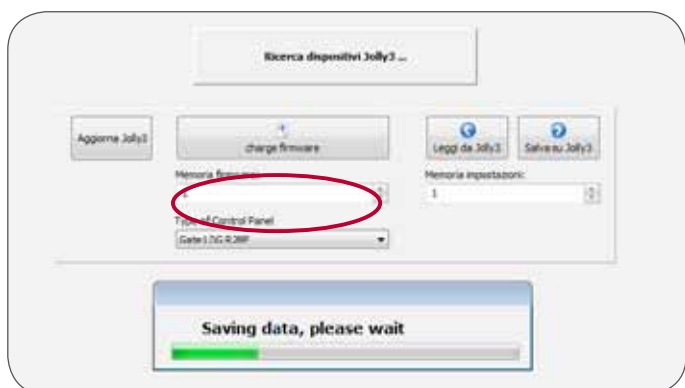 Ricerca dispositivi Jolly3 ...
Aggiorna Jolly3
charge firmware
Leggi da Jolly3
Salva su Jolly3
Memoria firmware:
Memoria impostazioni:
1
Type of Control Panel
Saving data, please wait